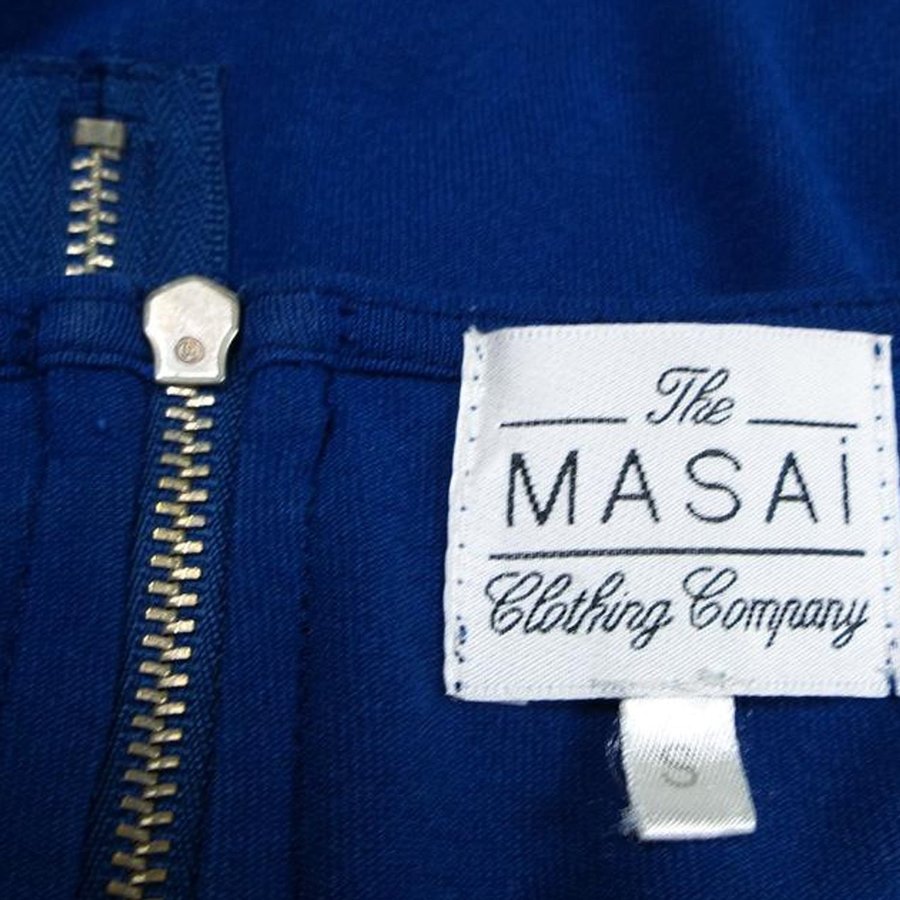 The
MASAi
Clothing Company
S